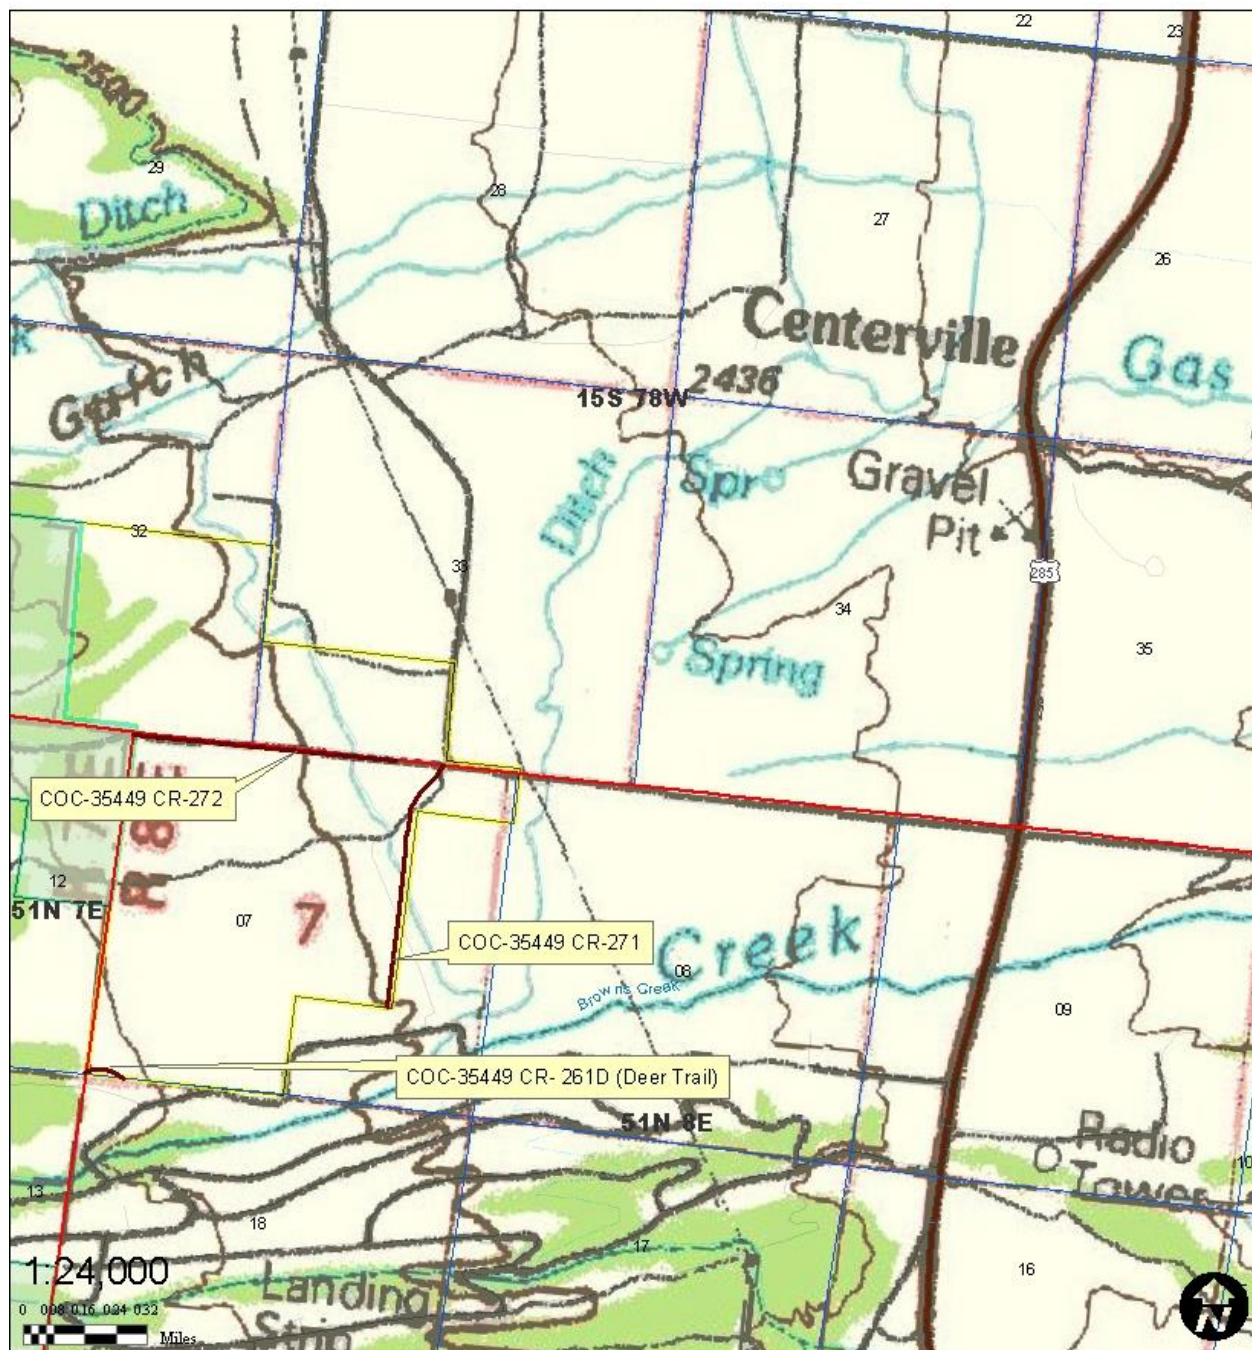 22
23
2500
29
Ditch
28
27
26
Centerville
Gas
2436
15S 78W
Ditch
Spr
Gravel
Pit
32
33
285
34
35
Spring
COC-35449 CR-272
12
51N 7E
07
7
COC-35449 CR-271
Creek
08
Browns Creek
09
COC-35449 CR- 261D (Deer Trail)
51N 8E
Radio
Tower
10
13
18
17
16
1:24,000
Landing
Strip
0 0.08 0.16 0.24 0.32
Miles
N